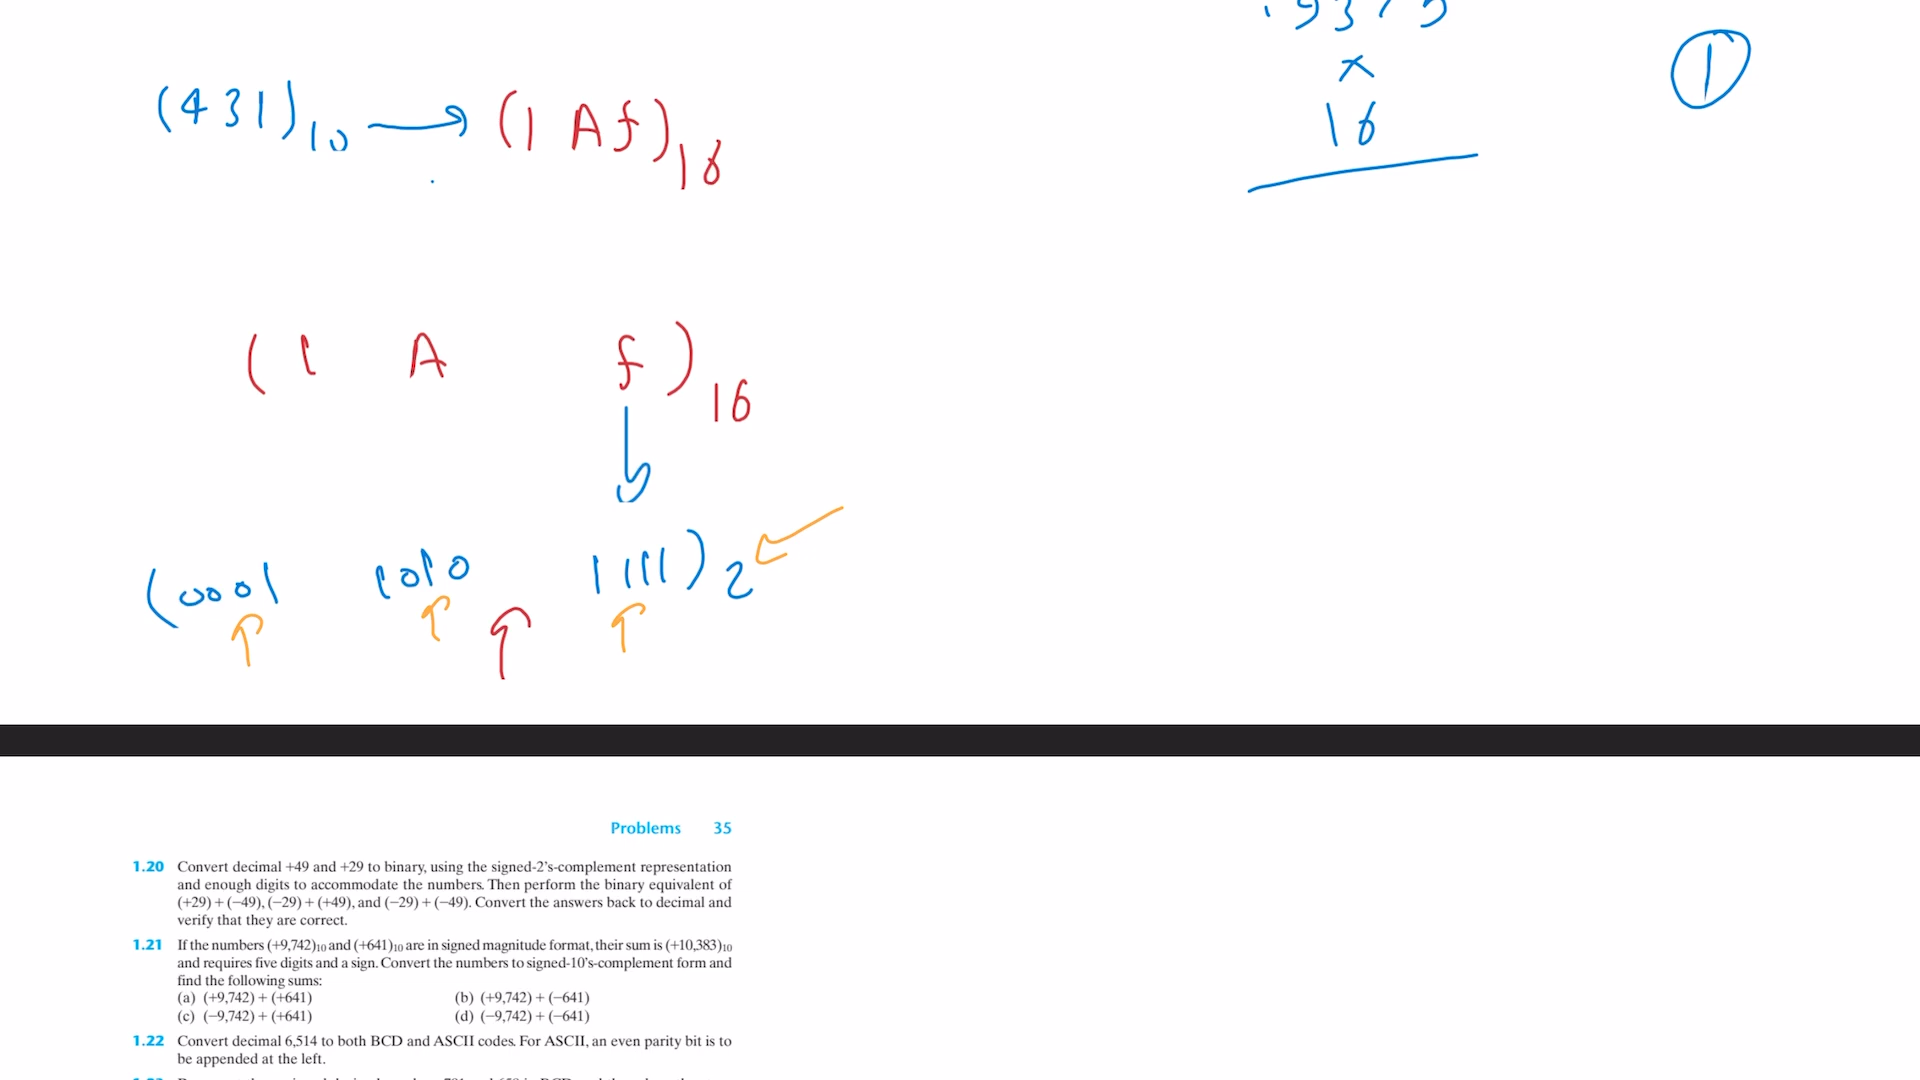 (431)10 → (1 Af)16
x
16
1
(1 A f)16
(0001 1010 1111)2
Problems 35
1.20 Convert decimal +49 and +29 to binary, using the signed-2's-complement representation
and enough digits to accommodate the numbers. Then perform the binary equivalent of
(+29) + (−49), (−29) + (+49), and (−29) + (−49). Convert the answers back to decimal and
verify that they are correct.
1.21 If the numbers (+9,742)10 and (+641)10 are in signed magnitude format, their sum is (+10,383)10
and requires five digits and a sign. Convert the numbers to signed-10's-complement form and
find the following sums:
(a) (+9,742) + (+641) (b) (+9,742) + (−641)
(c) (−9,742) + (+641) (d) (−9,742) + (−641)
1.22 Convert decimal 6,514 to both BCD and ASCII codes. For ASCII, an even parity bit is to
be appended at the left.